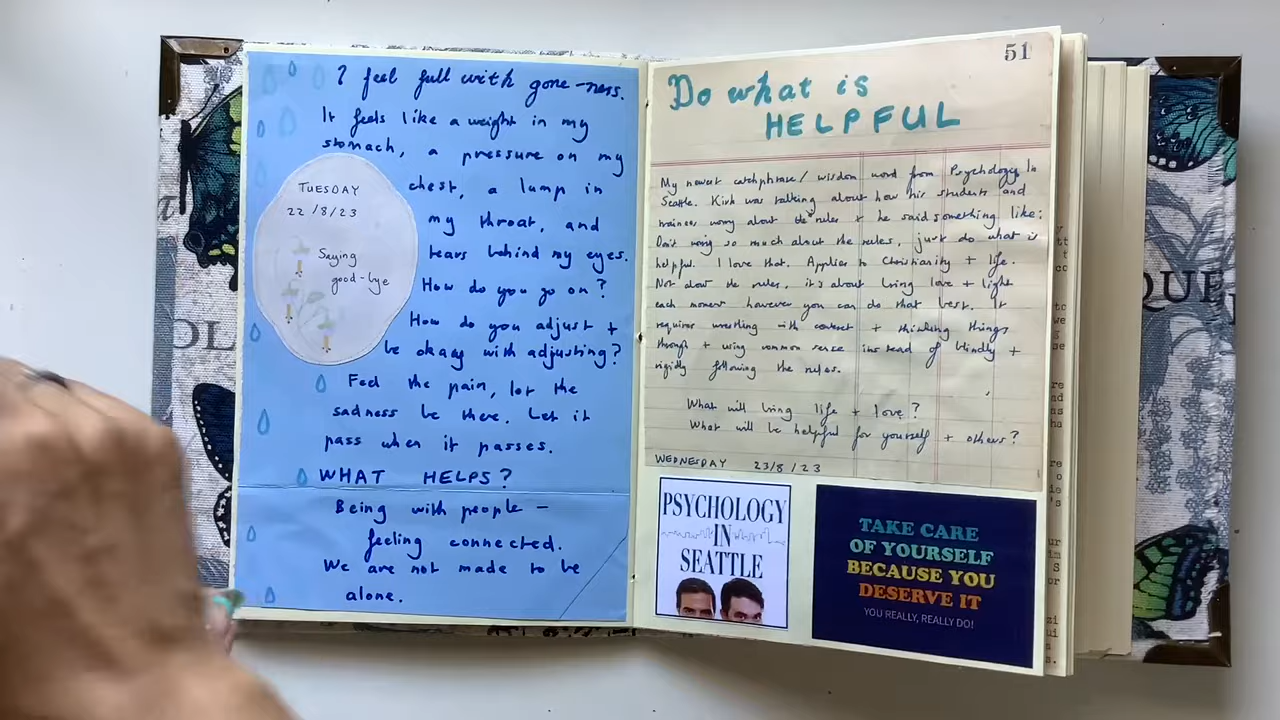 I feel full with gone-ness.
It feels like a weight in my
stomach, a pressure on my
chest, a lump in
my throat, and
tears behind my eyes.
How do you go on?
How do you adjust +
be okay with adjusting?
Feel the pain, let the
sadness be there. Let it
pass when it passes.
WHAT HELPS?
Being with people –
feeling connected.
We are not made to be
alone.
TUESDAY
22/8/23
Saying
good-bye
51
Do what is
HELPFUL
My newest catchphrase/wisdom word from Psychology In
Seattle. Kirk was talking about how his students and
trainees worry about the rules + he said something like:
Don't worry so much about the rules, just do what is
helpful. I love that. Applies to Christianity + life.
Not about the rules, it's about bring love + light
each moment however you can do that best. It
requires wrestling with context + thinking things
through + using common sense instead of blindly +
rigidly following the rules.
What will bring life + love?
What will be helpful for yourself + others?
WEDNESDAY 23/8/23
PSYCHOLOGY
IN
SEATTLE
TAKE CARE
OF YOURSELF
BECAUSE YOU
DESERVE IT
YOU REALLY, REALLY DO!